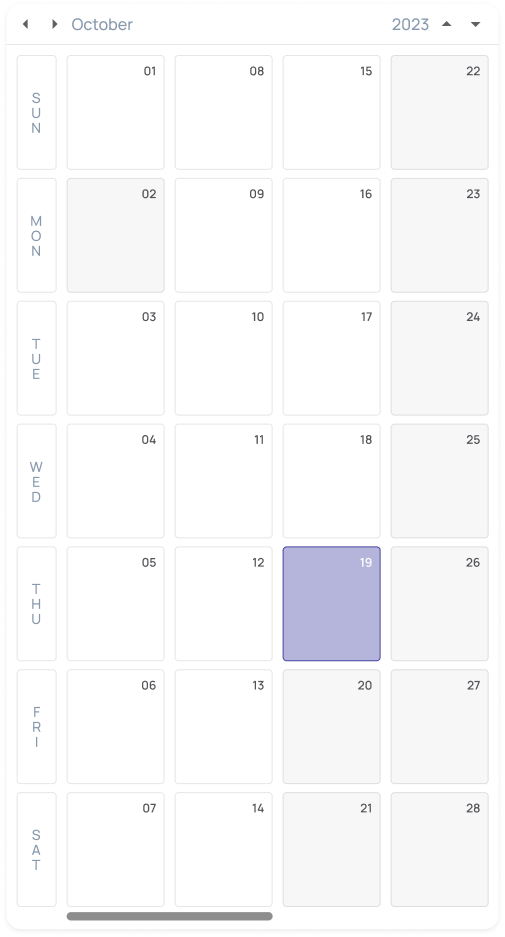 October 2023
SUN 01 08 15 22
MON 02 09 16 23
TUE 03 10 17 24
WED 04 11 18 25
THU 05 12 19 26
FRI 06 13 20 27
SAT 07 14 21 28